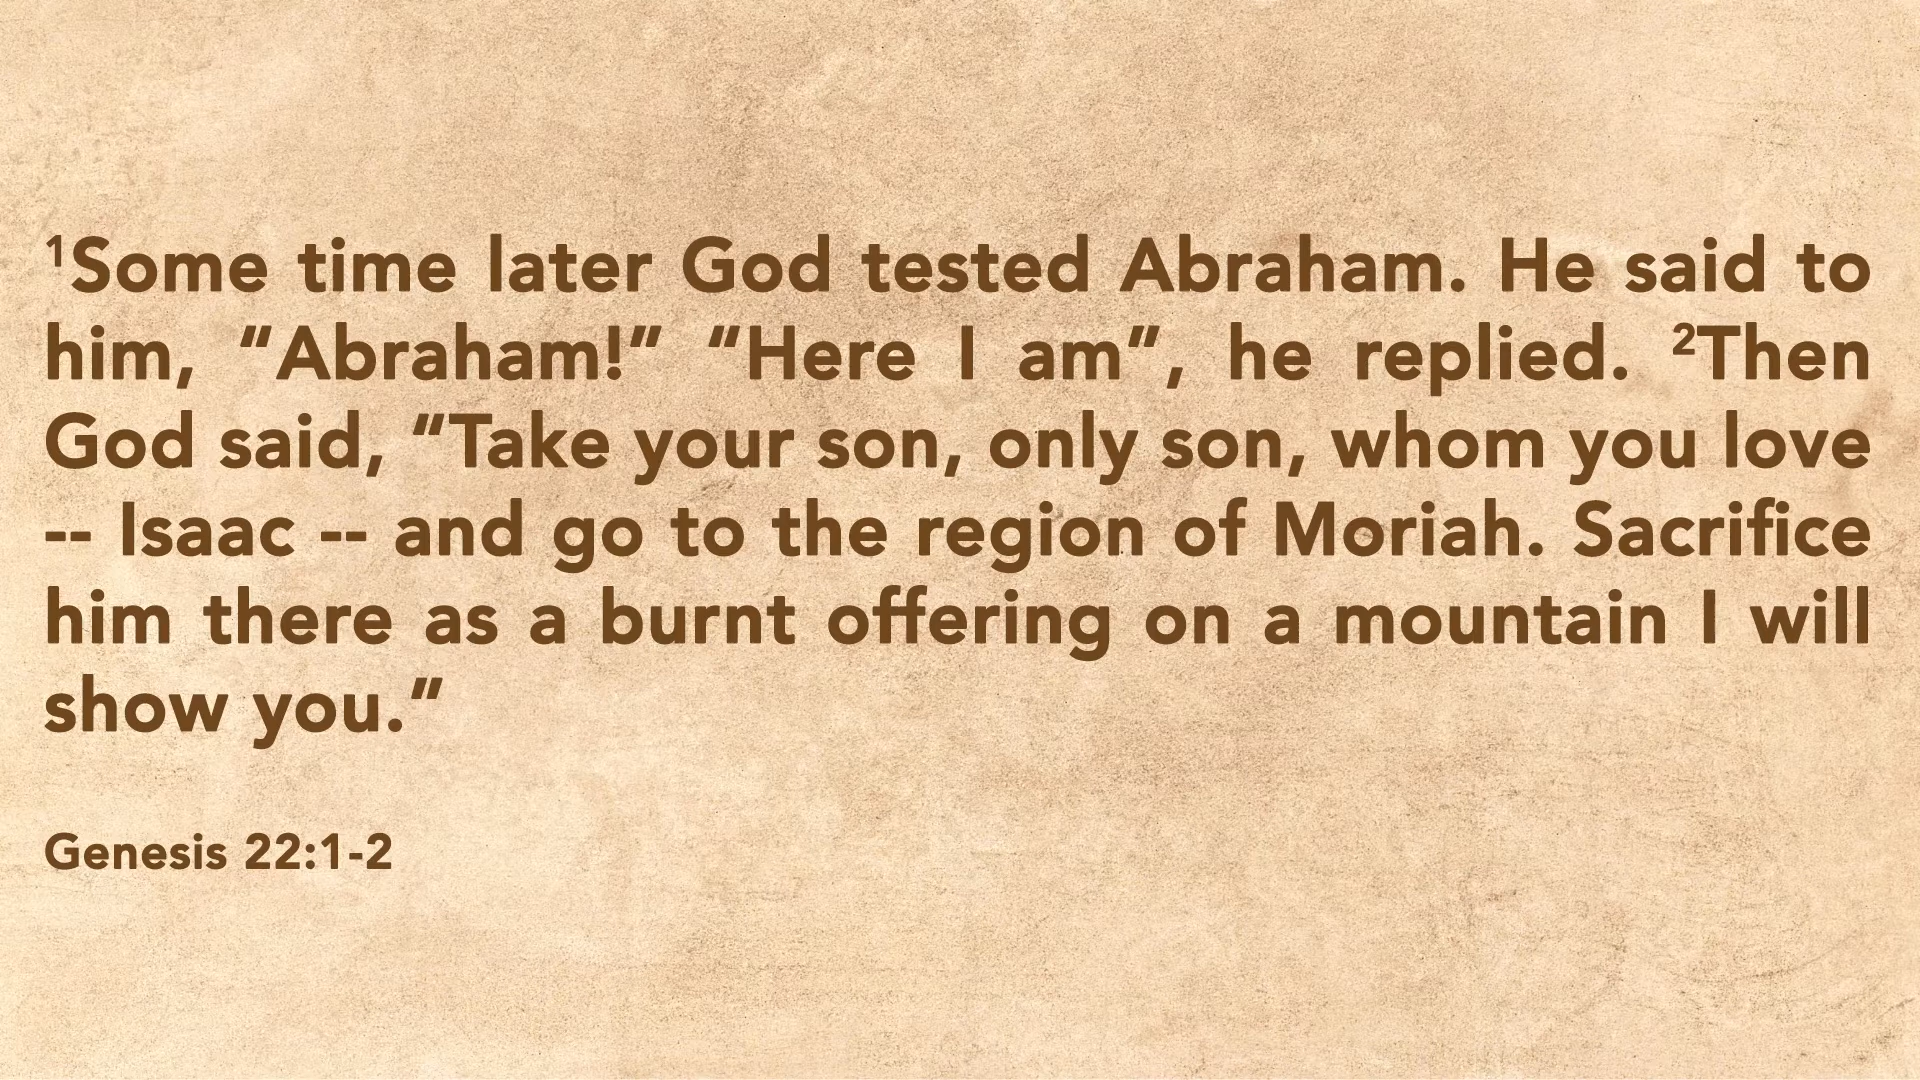 ¹Some time later God tested Abraham. He said to
him, “Abraham!” “Here I am”, he replied. ²Then
God said, “Take your son, only son, whom you love
-- Isaac -- and go to the region of Moriah. Sacrifice
him there as a burnt offering on a mountain I will
show you.”
Genesis 22:1-2